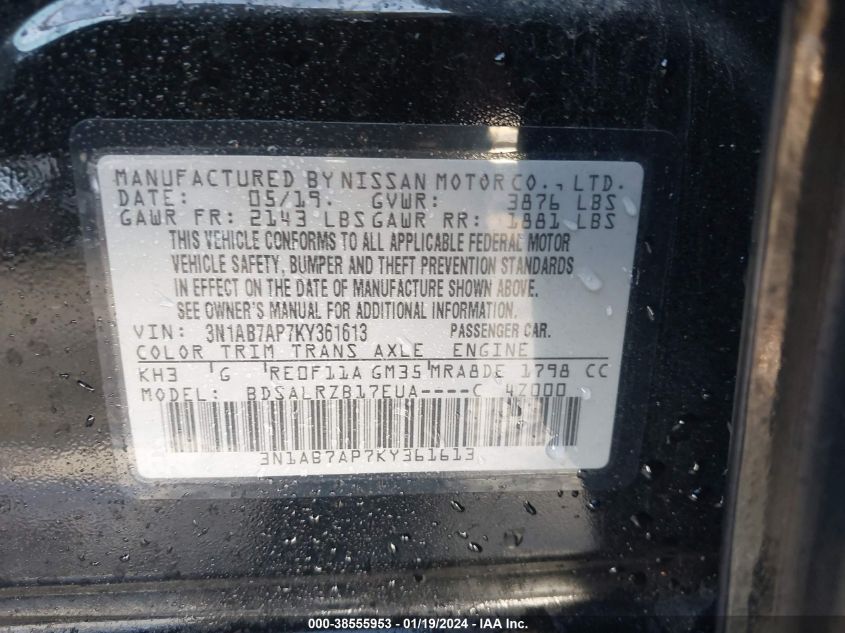 MANUFACTURED BY NISSAN MOTOR CO., LTD.
DATE: 05/19. GVWR: 3876 LBS
GAWR FR: 2143 LBS GAWR RR: 1881 LBS
THIS VEHICLE CONFORMS TO ALL APPLICABLE FEDERAL MOTOR
VEHICLE SAFETY, BUMPER AND THEFT PREVENTION STANDARDS
IN EFFECT ON THE DATE OF MANUFACTURE SHOWN ABOVE.
SEE OWNER'S MANUAL FOR ADDITIONAL INFORMATION.
VIN: 3N1AB7AP7KY361613 PASSENGER CAR.
COLOR TRIM TRANS AXLE ENGINE
KH3 'G 'RE0F11A GM35'MRA8DE 1798 CC
MODEL: BDSALRZB17EUA----C 4Z000
3N1AB7AP7KY361613
000-38555953 - 01/19/2024 - IAA Inc.